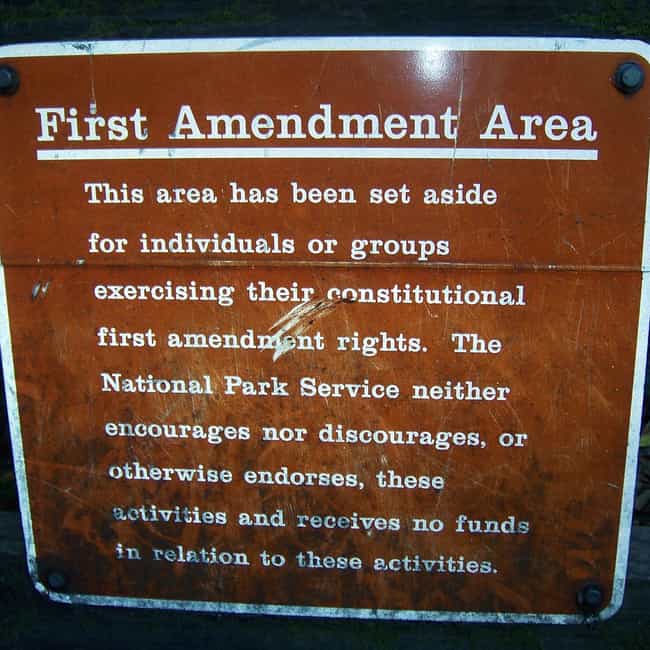 First Amendment Area
This area has been set aside
for individuals or groups
exercising their constitutional
first amendment rights. The
National Park Service neither
encourages nor discourages, or
otherwise endorses, these
activities and receives no funds
in relation to these activities.